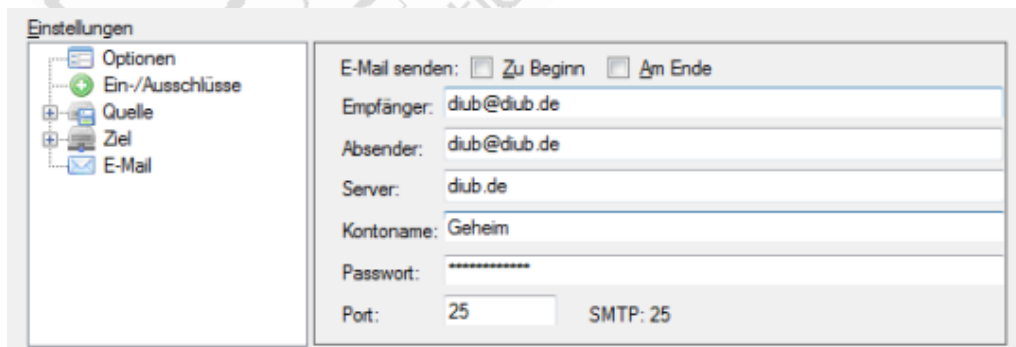 Einstellungen
Optionen
Ein-/Ausschlüsse
Quelle
Ziel
E-Mail
E-Mail senden: Zu Beginn Am Ende
Empfänger: diub@diub.de
Absender: diub@diub.de
Server: diub.de
Kontoname: Geheim
Passwort: *************
Port: 25 SMTP: 25